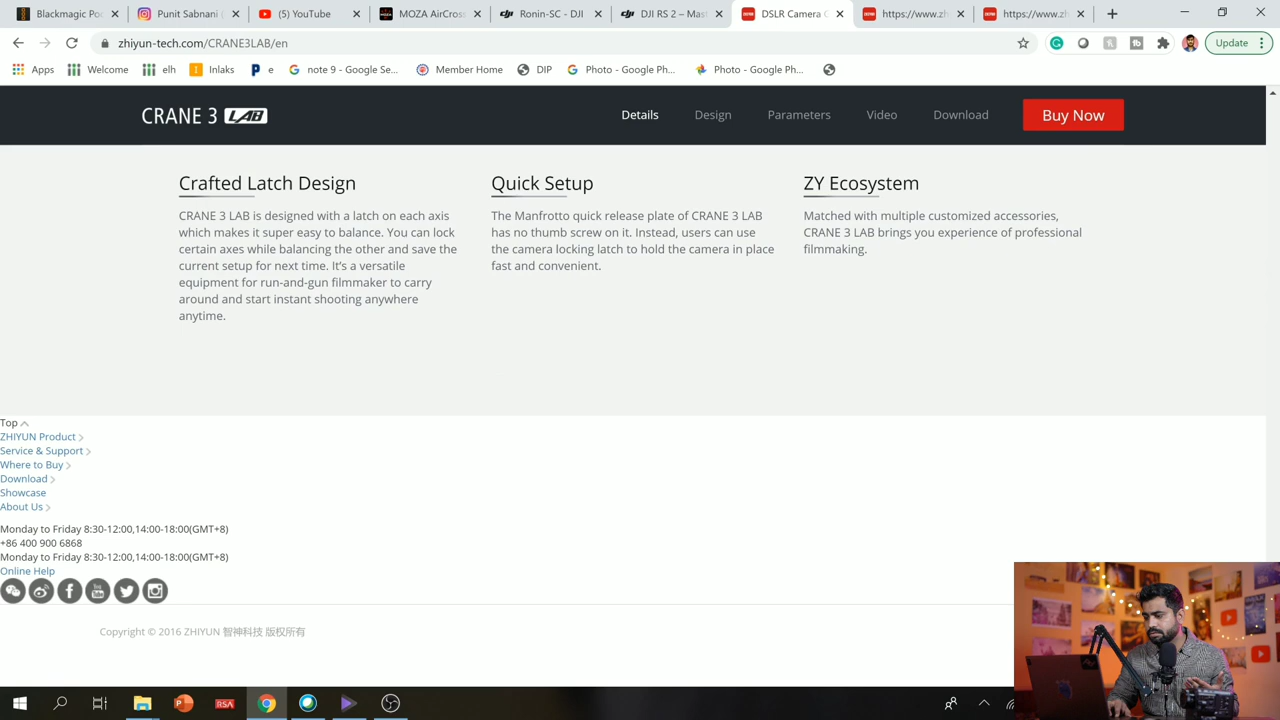 Blackmagic Po
Punit Sabnani (
(5) YouTube
MOZA AirCros
Ronin-SC - DJI
DJI RS 2 – Mast
DSLR Camera G
https://www.zh
https://www.zh
zhiyun-tech.com/CRANE3LAB/en
Update
Apps
Welcome
elh
Inlaks
e
note 9 - Google Se...
Member Home
DIP
Photo - Google Ph...
Photo - Google Ph...
CRANE 3 LAB
Details
Design
Parameters
Video
Download
Buy Now
Crafted Latch Design
CRANE 3 LAB is designed with a latch on each axis
which makes it super easy to balance. You can lock
certain axes while balancing the other and save the
current setup for next time. It's a versatile
equipment for run-and-gun filmmaker to carry
around and start instant shooting anywhere
anytime.
Quick Setup
The Manfrotto quick release plate of CRANE 3 LAB
has no thumb screw on it. Instead, users can use
the camera locking latch to hold the camera in place
fast and convenient.
ZY Ecosystem
Matched with multiple customized accessories,
CRANE 3 LAB brings you experience of professional
filmmaking.
Top
ZHIYUN Product
Service & Support
Where to Buy
Download
Showcase
About Us
Monday to Friday 8:30-12:00,14:00-18:00(GMT+8)
+86 400 900 6868
Monday to Friday 8:30-12:00,14:00-18:00(GMT+8)
Online Help
Copyright © 2016 ZHIYUN 智神科技 版权所有
RSA